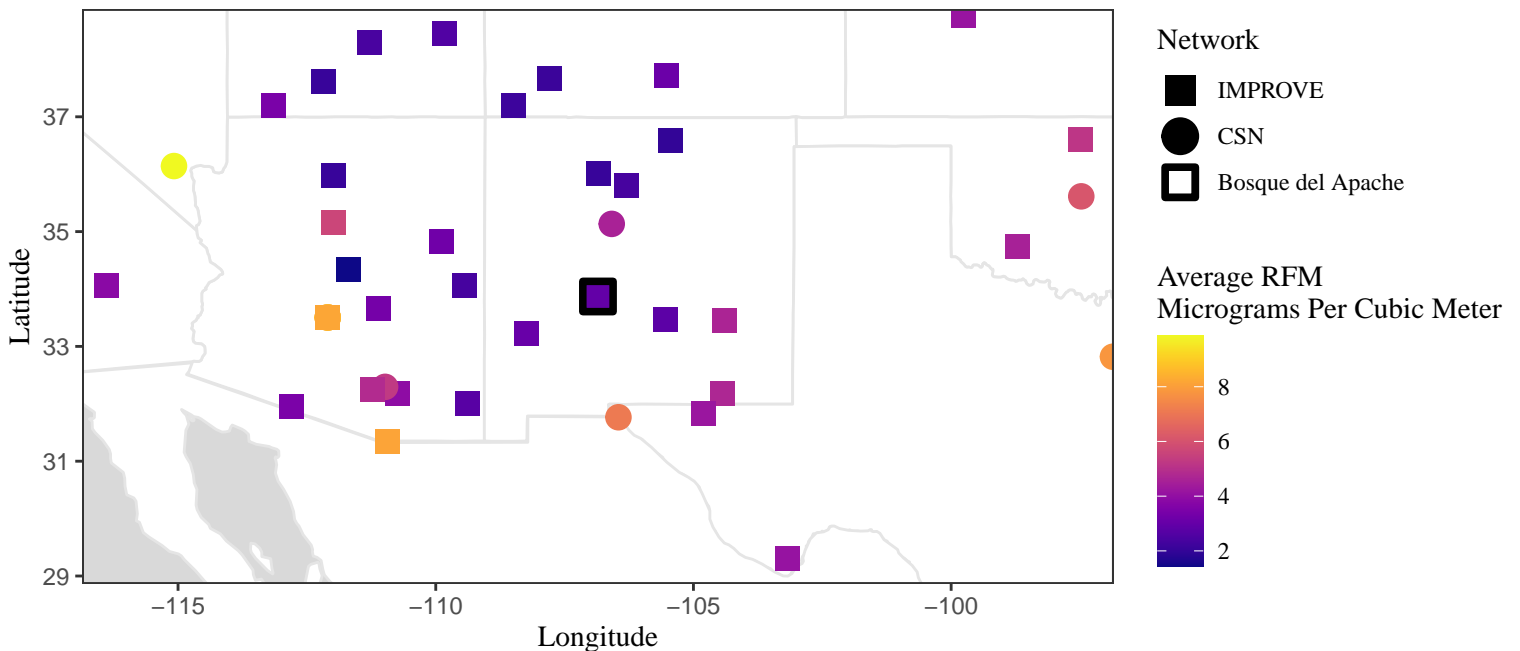 37
35
33
31
29
Latitude
−115
−110
−105
−100
Longitude
Network
IMPROVE
CSN
Bosque del Apache
Average RFM
Micrograms Per Cubic Meter
8
6
4
2